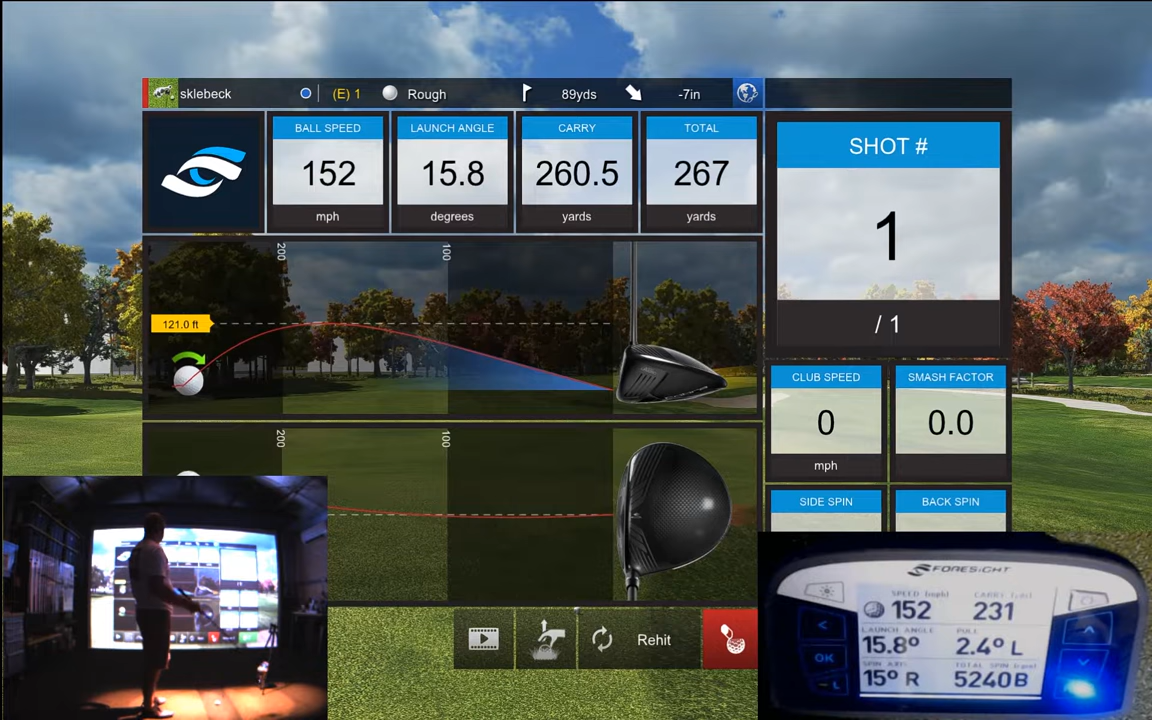 sklebeck (E) 1 Rough 89yds -7in
BALL SPEED LAUNCH ANGLE CARRY TOTAL
152 15.8 260.5 267
mph degrees yards yards
SHOT #
1
/ 1
200 100
121.0 ft
CLUB SPEED SMASH FACTOR
0 0.0
mph
200 100
SIDE SPIN BACK SPIN
Rehit
FORESIGHT
SPEED (mph) CARRY (yds)
152 231
LAUNCH ANGLE PULL
15.8° 2.4° L
SPIN AXIS TOTAL SPIN (rpm)
15° R 5240B
< OK L